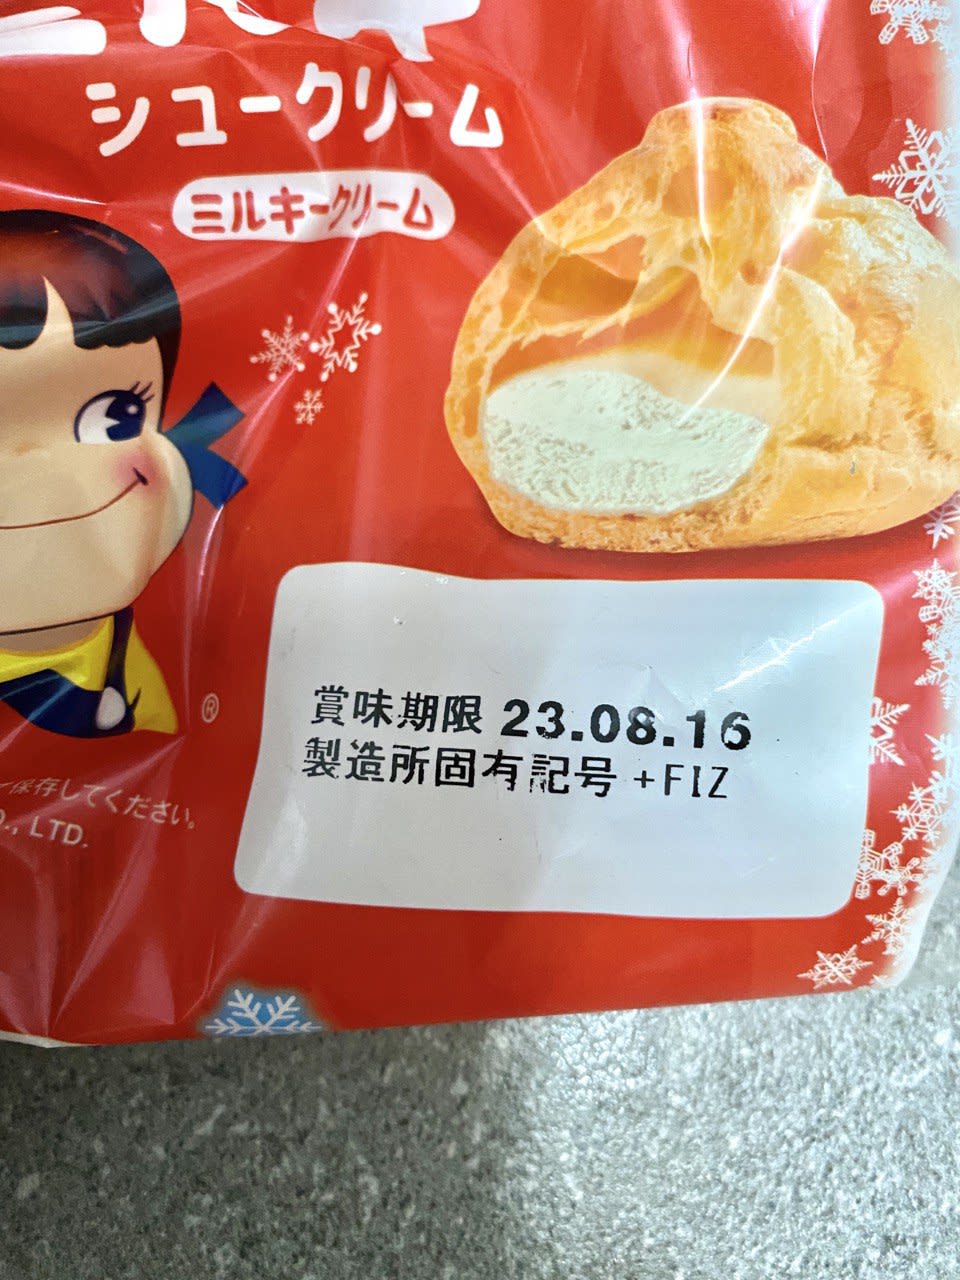 シュークリーム
ミルキークリーム
®
保存してください。
., LTD.
賞味期限 23.08.16
製造所固有記号 +FIZ